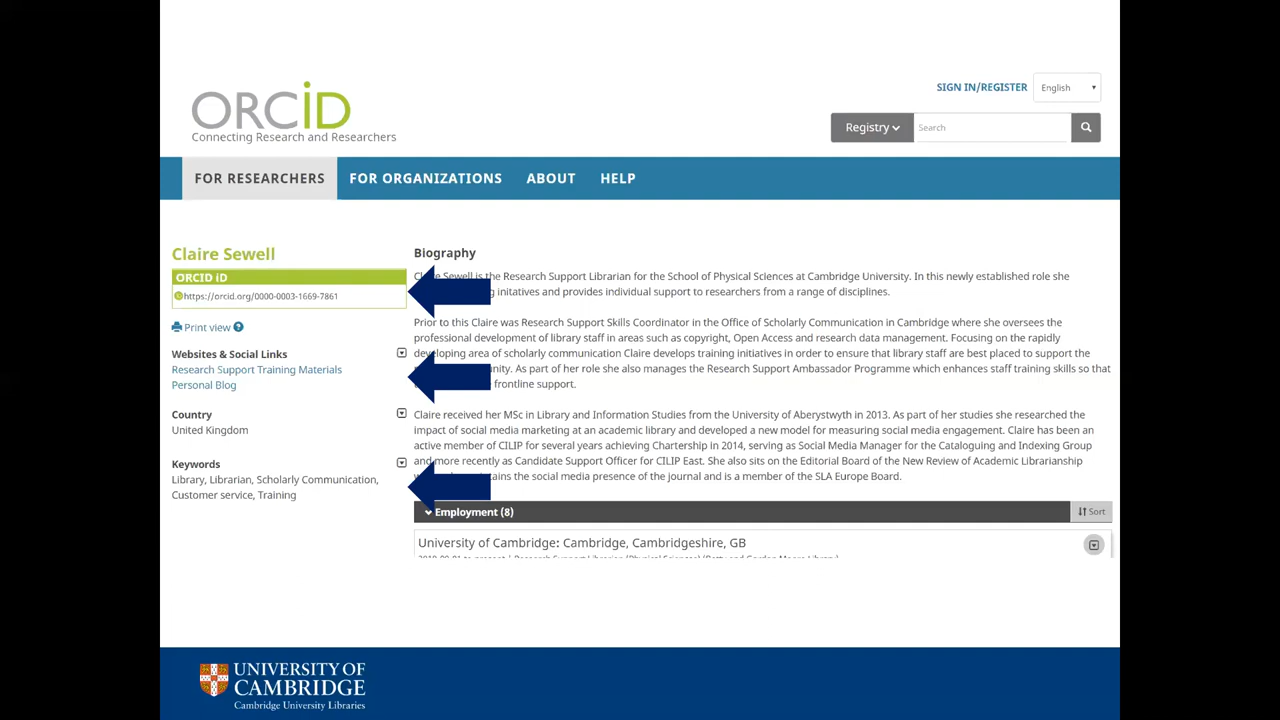 ORCiD
Connecting Research and Researchers
SIGN IN/REGISTER
English
Registry
Search
FOR RESEARCHERS
FOR ORGANIZATIONS
ABOUT
HELP
Claire Sewell
ORCID iD
https://orcid.org/0000-0003-1669-7861
Print view ?
Websites & Social Links
Research Support Training Materials
Personal Blog
Country
United Kingdom
Keywords
Library, Librarian, Scholarly Communication,
Customer service, Training
Biography
Claire Sewell is the Research Support Librarian for the School of Physical Sciences at Cambridge University. In this newly established role she
initatives and provides individual support to researchers from a range of disciplines.
Prior to this Claire was Research Support Skills Coordinator in the Office of Scholarly Communication in Cambridge where she oversees the
professional development of library staff in areas such as copyright, Open Access and research data management. Focusing on the rapidly
developing area of scholarly communication Claire develops training initiatives in order to ensure that library staff are best placed to support the
As part of her role she also manages the Research Support Ambassador Programme which enhances staff training skills so that
frontline support.
Claire received her MSc in Library and Information Studies from the University of Aberystwyth in 2013. As part of her studies she researched the
impact of social media marketing at an academic library and developed a new model for measuring social media engagement. Claire has been an
active member of CILIP for several years achieving Chartership in 2014, serving as Social Media Manager for the Cataloguing and Indexing Group
and more recently as Candidate Support Officer for CILIP East. She also sits on the Editorial Board of the New Review of Academic Librarianship
the social media presence of the journal and is a member of the SLA Europe Board.
Employment (8)
Sort
University of Cambridge: Cambridge, Cambridgeshire, GB
UNIVERSITY OF
CAMBRIDGE
Cambridge University Libraries